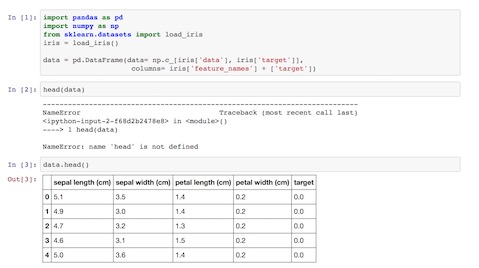 In [1]: import pandas as pd
import numpy as np
from sklearn.datasets import load_iris
iris = load_iris()
data = pd.DataFrame(data= np.c_[iris['data'], iris['target']],
columns= iris['feature_names'] + ['target'])
In [2]: head(data)
---------------------------------------------------------------------------
NameError Traceback (most recent call last)
<ipython-input-2-f68d2b2478e8> in <module>()
----> 1 head(data)
NameError: name 'head' is not defined
In [3]: data.head()
Out[3]:
sepal length (cm) sepal width (cm) petal length (cm) petal width (cm) target
0 5.1 3.5 1.4 0.2 0.0
1 4.9 3.0 1.4 0.2 0.0
2 4.7 3.2 1.3 0.2 0.0
3 4.6 3.1 1.5 0.2 0.0
4 5.0 3.6 1.4 0.2 0.0